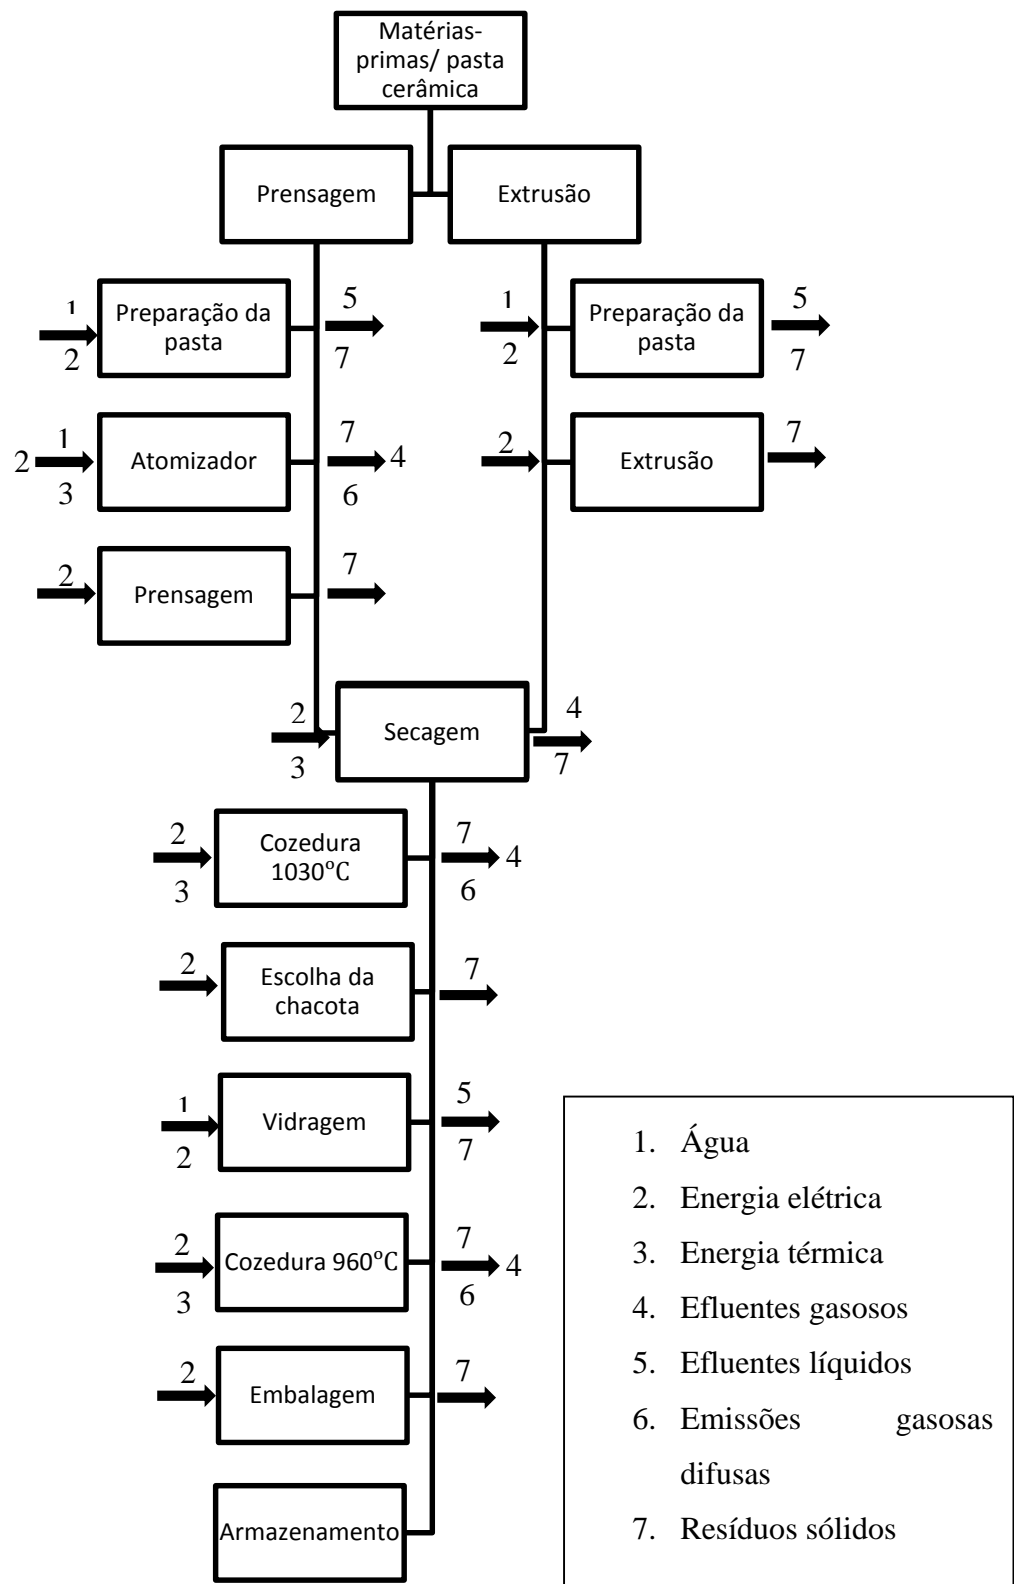 Matérias-
primas/ pasta
cerâmica
Prensagem
Extrusão
1
2
Preparação da
pasta
5
7
1
2
Preparação da
pasta
5
7
2
1
3
Atomizador
7
4
6
2
Extrusão
7
2
Prensagem
7
2
3
Secagem
4
7
2
3
Cozedura
1030°C
7
4
6
2
Escolha da
chacota
7
1
2
Vidragem
5
7
2
3
Cozedura 960°C
7
4
6
2
Embalagem
7
Armazenamento
1. Água
2. Energia elétrica
3. Energia térmica
4. Efluentes gasosos
5. Efluentes líquidos
6. Emissões gasosas
difusas
7. Resíduos sólidos